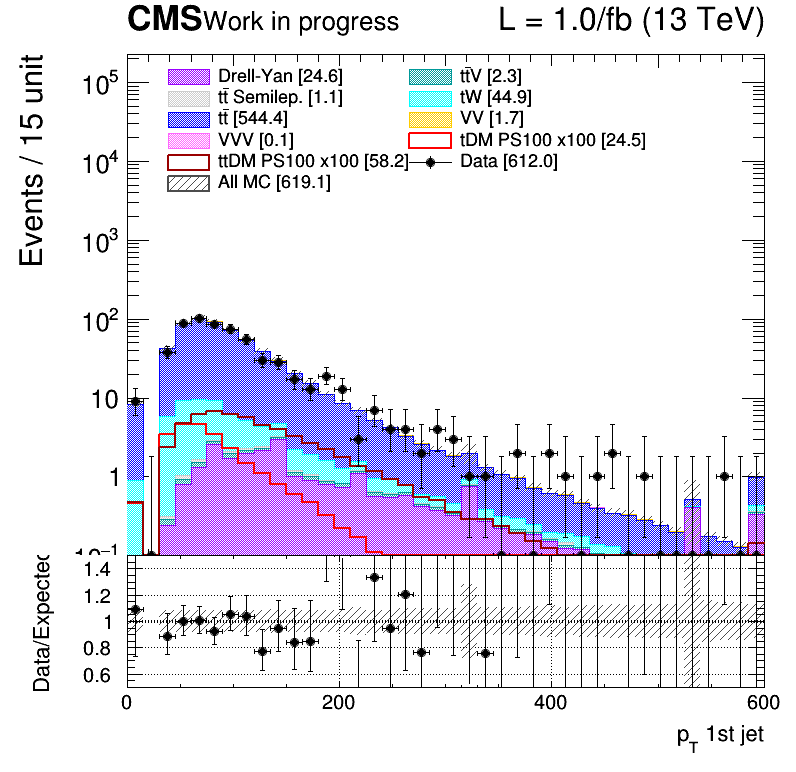 CMS Work in progress L = 1.0/fb (13 TeV)
Events / 15 unit
10⁵
10⁴
10³
10²
10
1
10⁻¹
Drell-Yan [24.6] tt̄V [2.3]
tt̄ Semilep. [1.1] tW [44.9]
tt̄ [544.4] VV [1.7]
VVV [0.1] tDM PS100 x100 [24.5]
ttDM PS100 x100 [58.2] Data [612.0]
All MC [619.1]
Data/Expected
1.4
1.2
1
0.8
0.6
0 200 400 600
p_T 1st jet